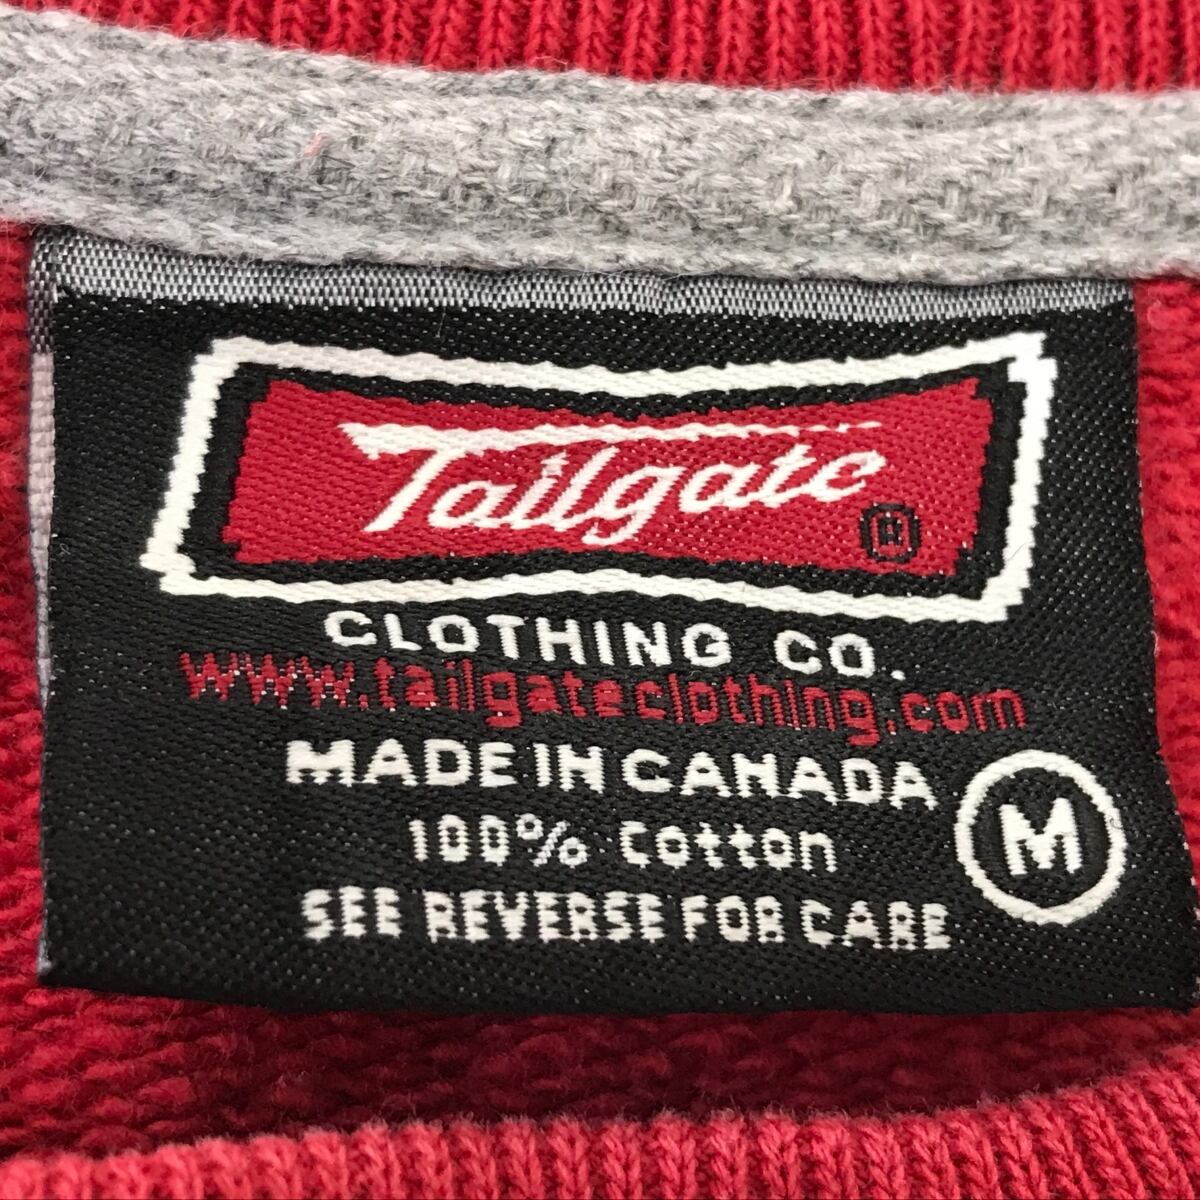 Tailgate ®
CLOTHING CO.
www.tailgateclothing.com
MADE IN CANADA
100% Cotton
M
SEE REVERSE FOR CARE